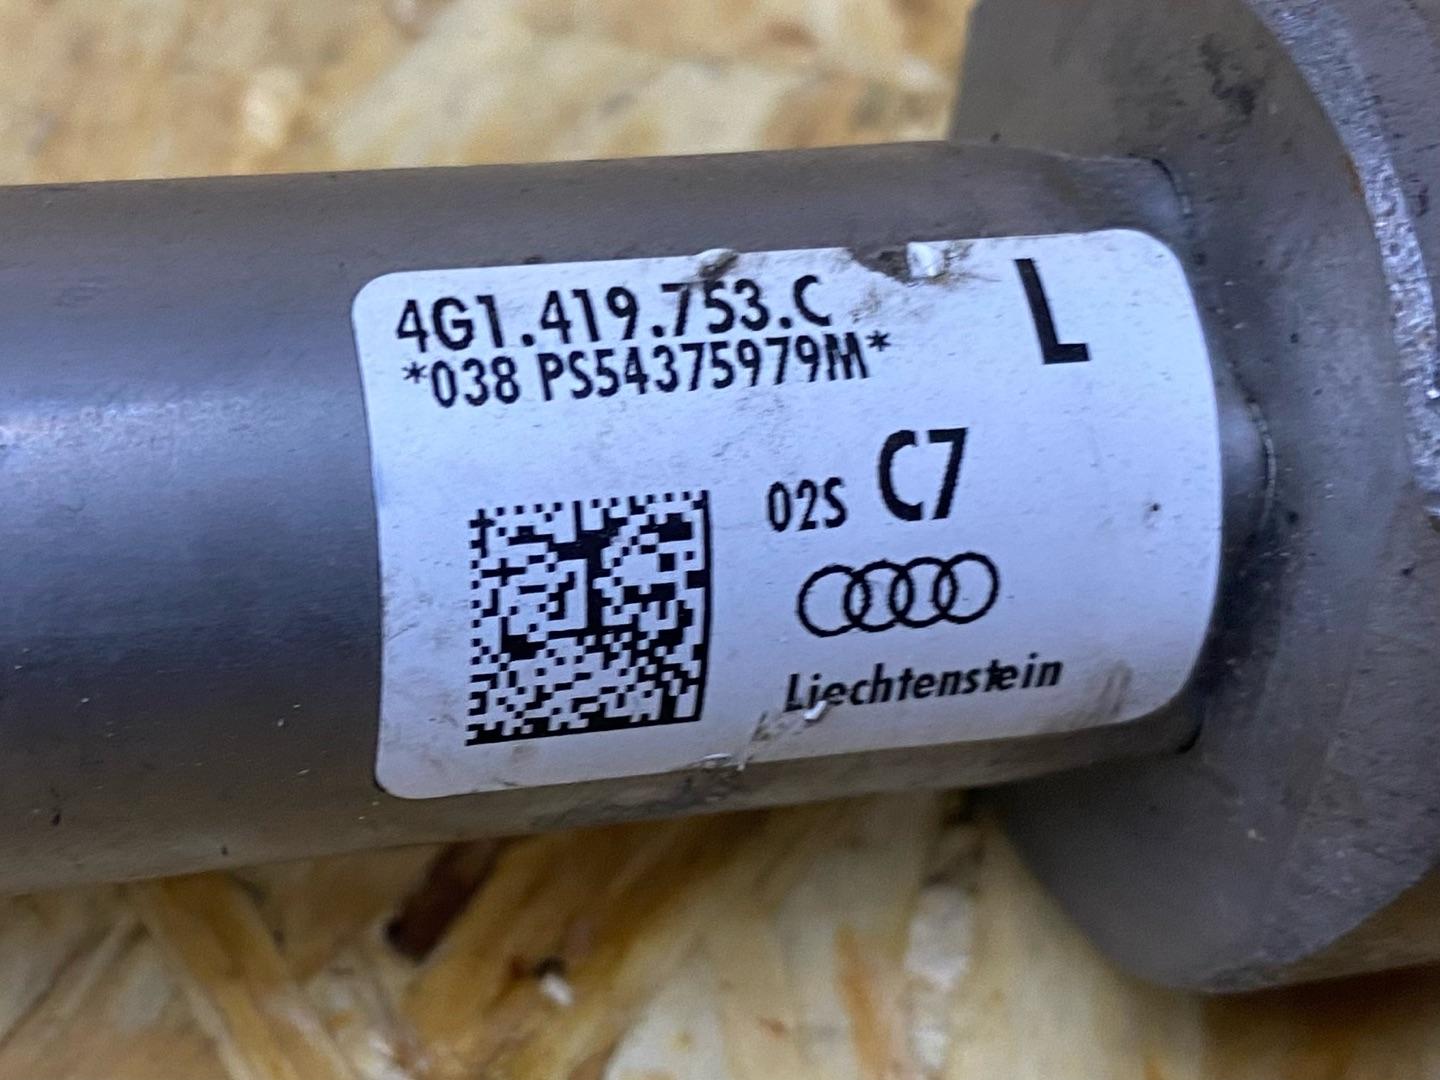 4G1.419.753.C
L
*038 PS54375979M*
02S C7
Liechtenstein